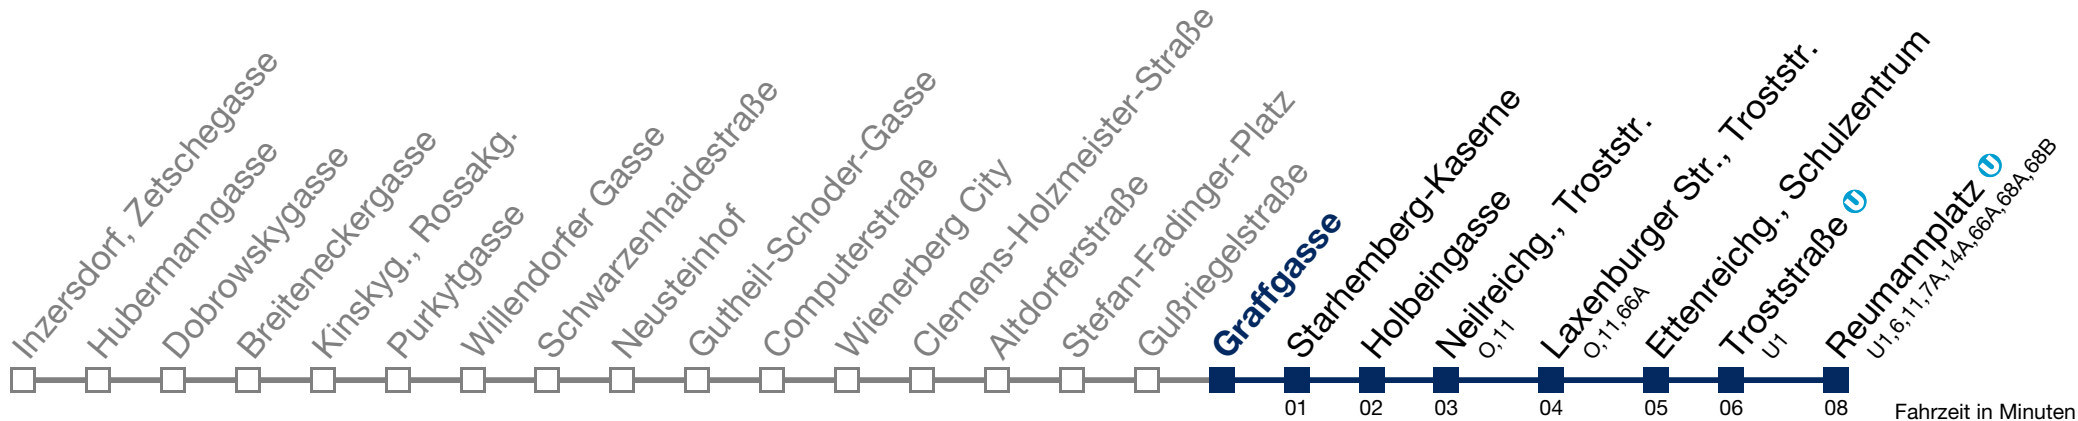 Inzersdorf, Zetschegasse
Hubermanngasse
Dobrowskygasse
Breiteneckergasse
Kinskyg., Rossakg.
Purkytgasse
Willendorfer Gasse
Schwarzenhaidestraße
Neusteinhof
Gutheil-Schoder-Gasse
Computerstraße
Wienerberg City
Clemens-Holzmeister-Straße
Altdorferstraße
Stefan-Fadinger-Platz
Gußriegelstraße
Graffgasse
Starhemberg-Kaserne
Holbeingasse
Neilreichg., Troststr.
O,11
Laxenburger Str., Troststr.
O,11,66A
Ettenreichg., Schulzentrum
Troststraße U
U1
Reumannplatz U
U1,6,11,7A,14A,66A,68A,68B
01 02 03 04 05 06 08
Fahrzeit in Minuten